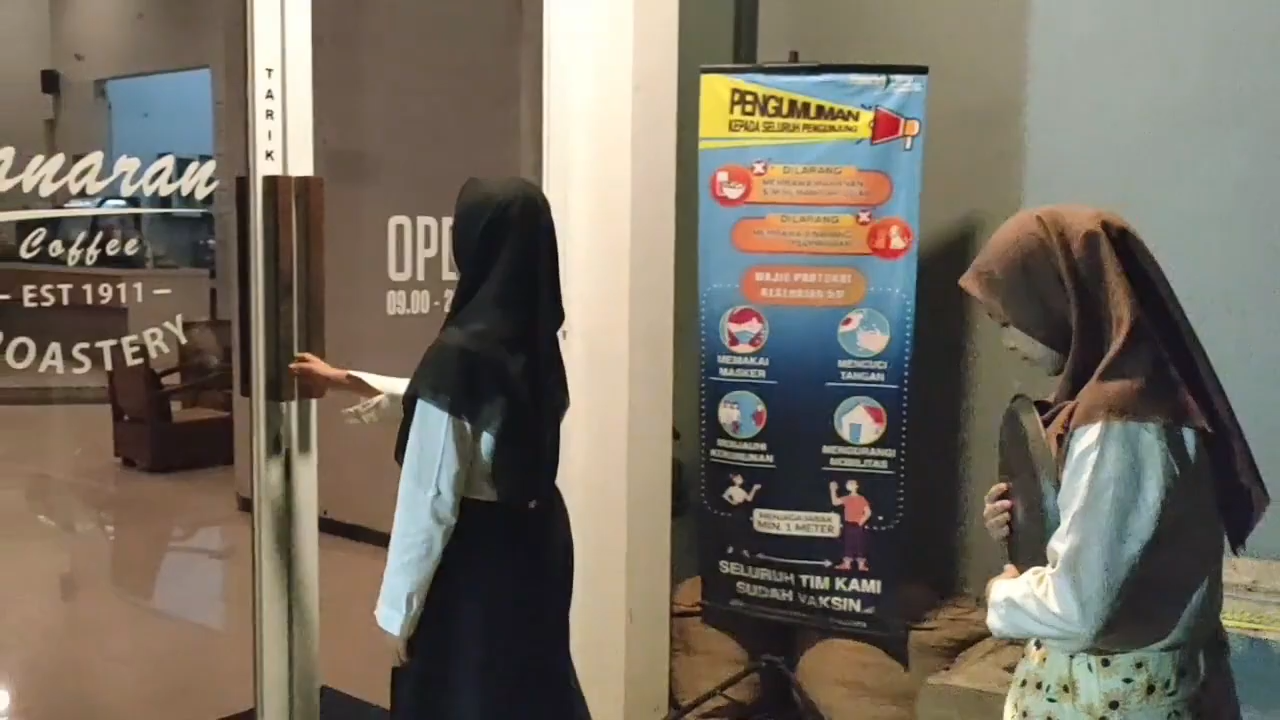 TARIK
anaran
Coffee
- EST 1911 -
ROASTERY
OPE
09.00 - 2
PENGUMUMAN
KEPADA SELURUH PENGUNJUNG
DILARANG
DILARANG
WAJIB PROTOKOL
KESEHATAN 5M
MEMAKAI
MASKER
MENCUCI
TANGAN
MENJAUHI
KERUMUNAN
MENGURANGI
MOBILITAS
MENJAGA JARAK
MIN. 1 METER
SELURUH TIM KAMI
SUDAH VAKSIN